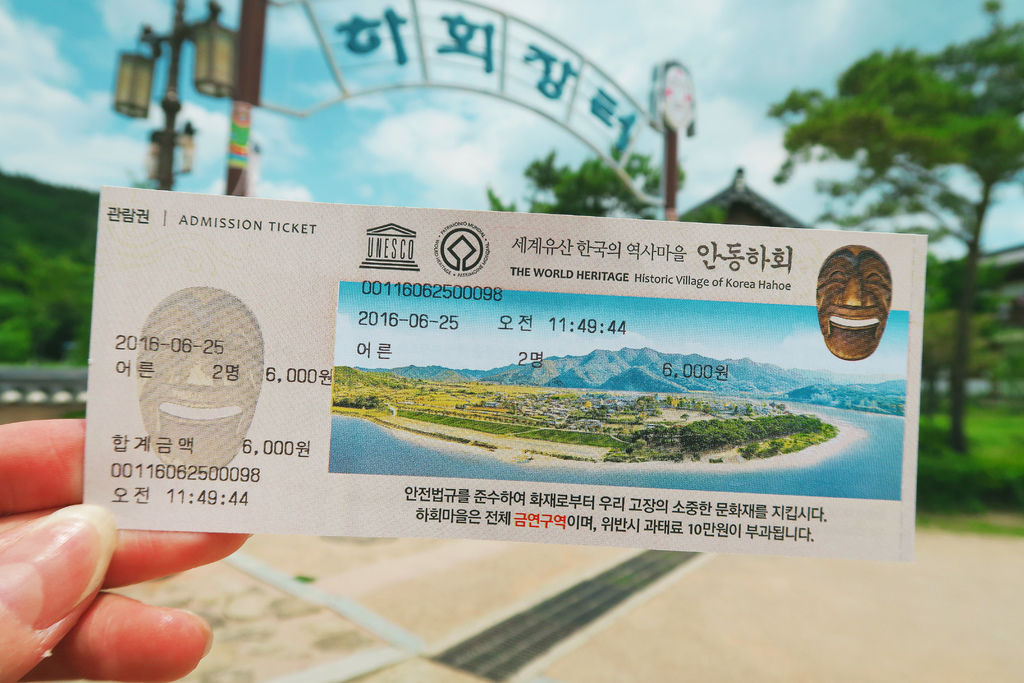 하회장터
관람권 | ADMISSION TICKET
2016-06-25
어른 2명 6,000원
합계금액 6,000원
00116062500098
오전 11:49:44
UNESCO
PATRIMONIO MUNDIAL • WORLD HERITAGE • PATRIMOINE MONDIAL
세계유산 한국의 역사마을 안동하회
THE WORLD HERITAGE Historic Village of Korea Hahoe
00116062500098
2016-06-25 오전 11:49:44
어른 2명 6,000원
안전법규를 준수하여 화재로부터 우리 고장의 소중한 문화재를 지킵시다.
하회마을은 전체 금연구역이며, 위반시 과태료 10만원이 부과됩니다.